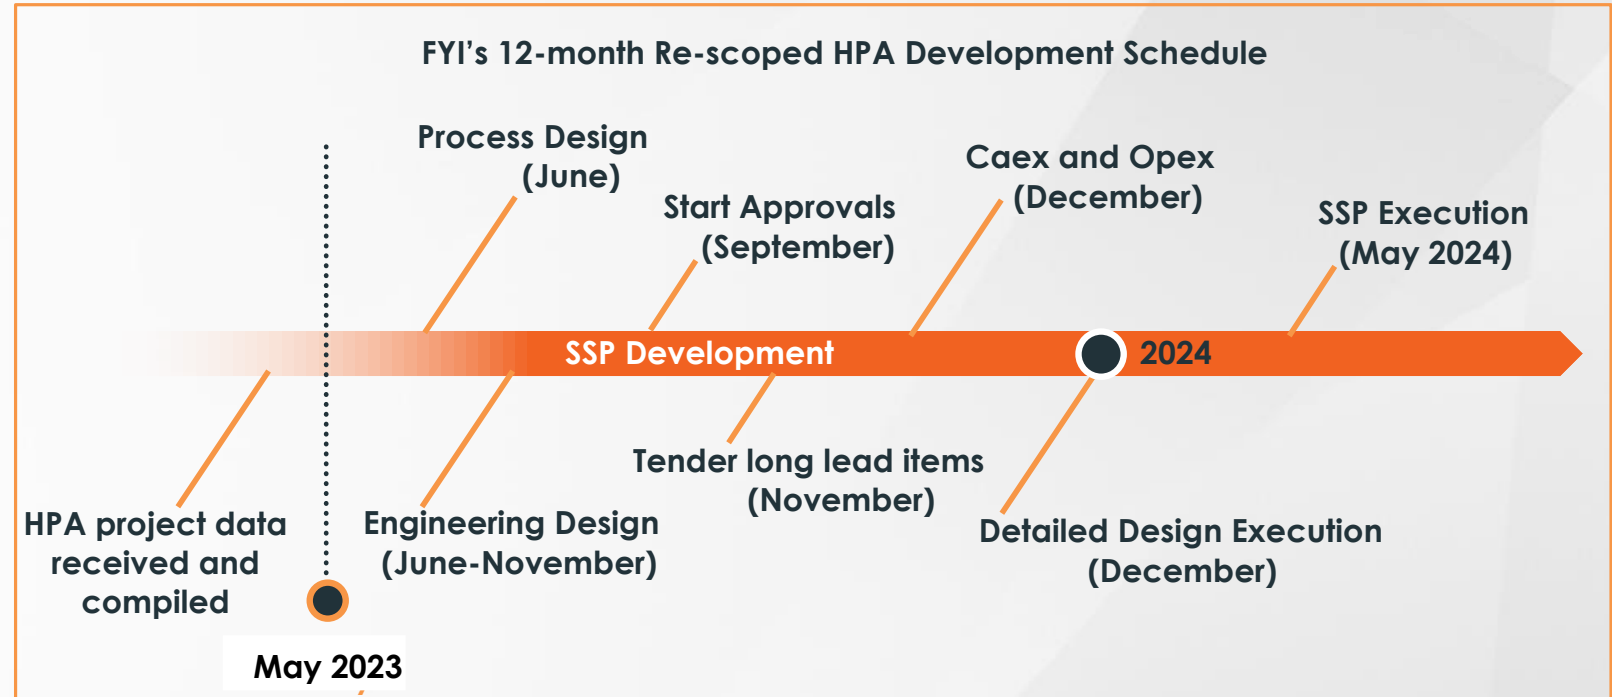 FYI's 12-month Re-scoped HPA Development Schedule
Process Design
(June)
Start Approvals
(September)
Caex and Opex
(December)
SSP Execution
(May 2024)
SSP Development
2024
HPA project data
received and
compiled
Engineering Design
(June-November)
Tender long lead items
(November)
Detailed Design Execution
(December)
May 2023